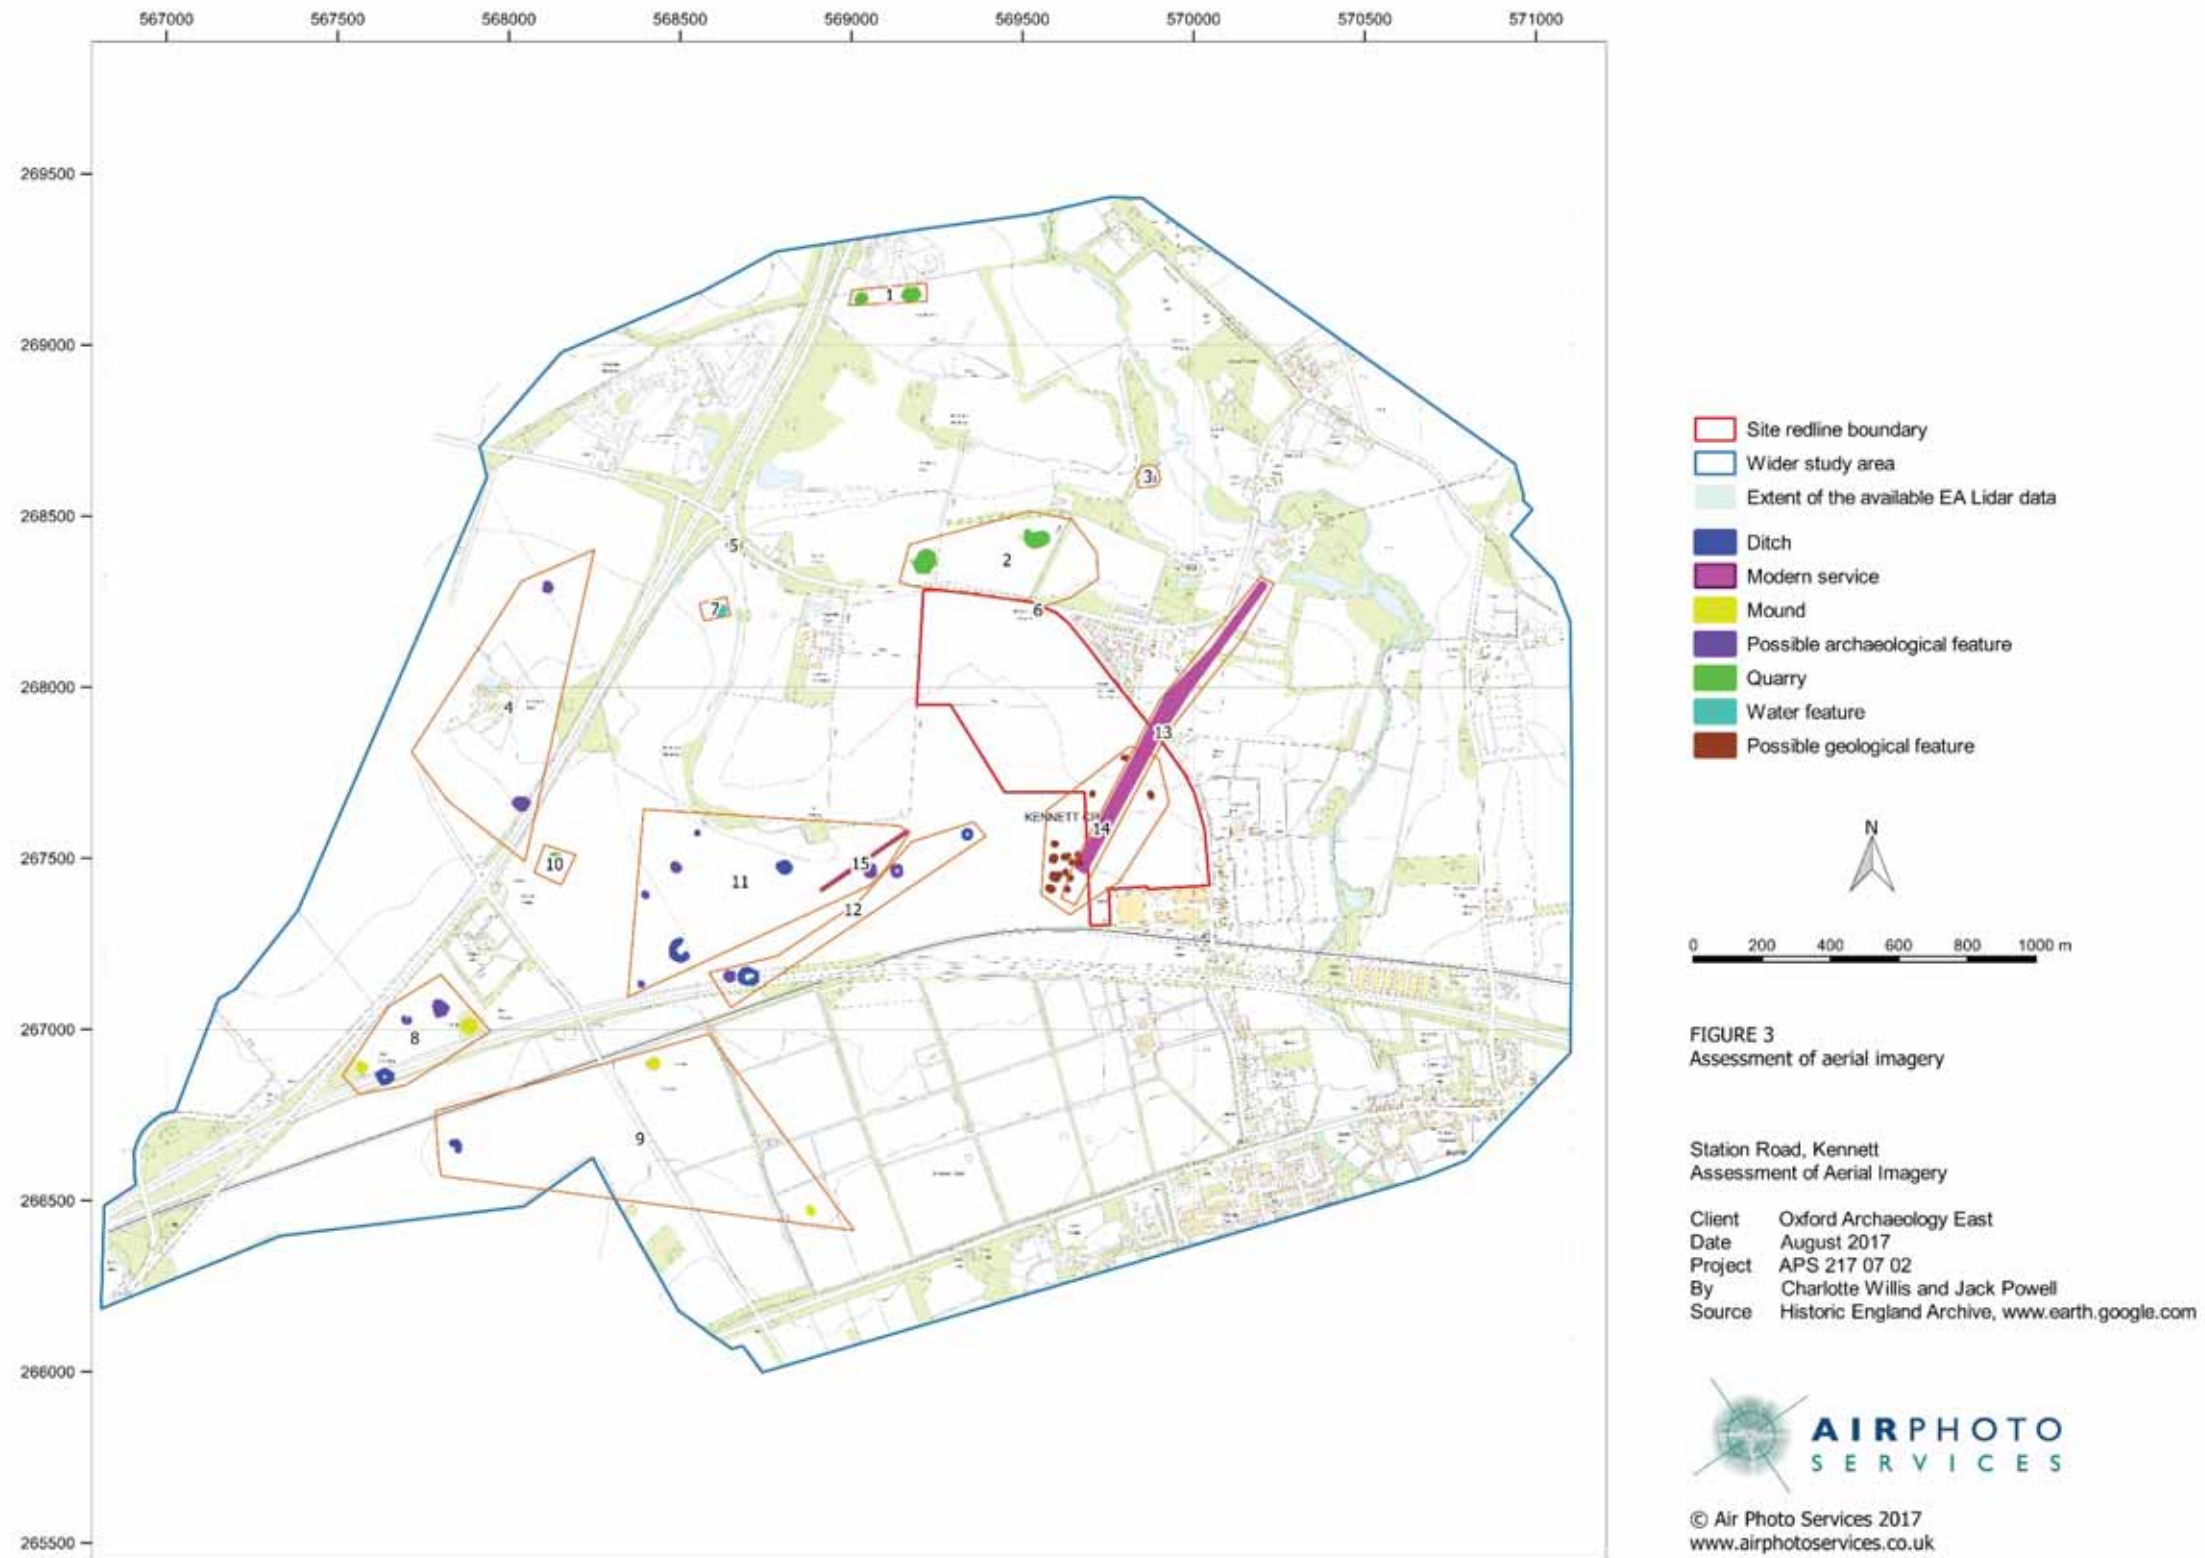 567000 567500 568000 568500 569000 569500 570000 570500 571000
269500
269000
268500
268000
267500
267000
266500
266000
265500
1
2
3
4
5
6
7
8
9
10
11
12
13
14
15
KENNETT
Site redline boundary
Wider study area
Extent of the available EA Lidar data
Ditch
Modern service
Mound
Possible archaeological feature
Quarry
Water feature
Possible geological feature
N
0 200 400 600 800 1000 m
FIGURE 3
Assessment of aerial imagery
Station Road, Kennett
Assessment of Aerial Imagery
Client Oxford Archaeology East
Date August 2017
Project APS 217 07 02
By Charlotte Willis and Jack Powell
Source Historic England Archive, www.earth.google.com
AIRPHOTO
SERVICES
© Air Photo Services 2017
www.airphotoservices.co.uk